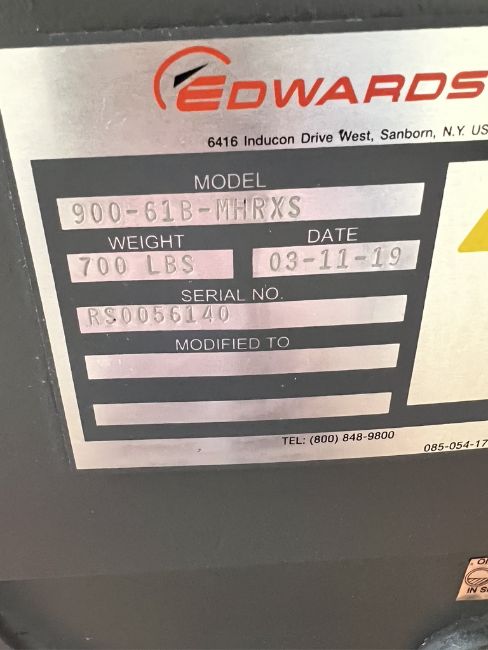 EDWARDS
6416 Inducon Drive West, Sanborn, N.Y. US
MODEL
900-61B-MHRXS
WEIGHT DATE
700 LBS 03-11-19
SERIAL NO.
RS0056140
MODIFIED TO
TEL: (800) 848-9800
085-054-17
IN S